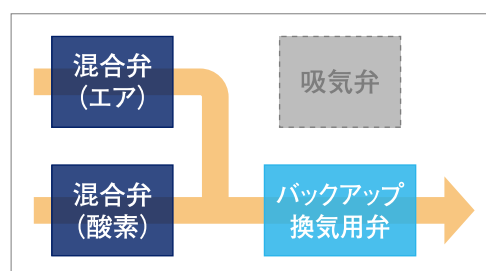 混合弁
(エア)
吸気弁
混合弁
(酸素)
バックアップ
換気用弁